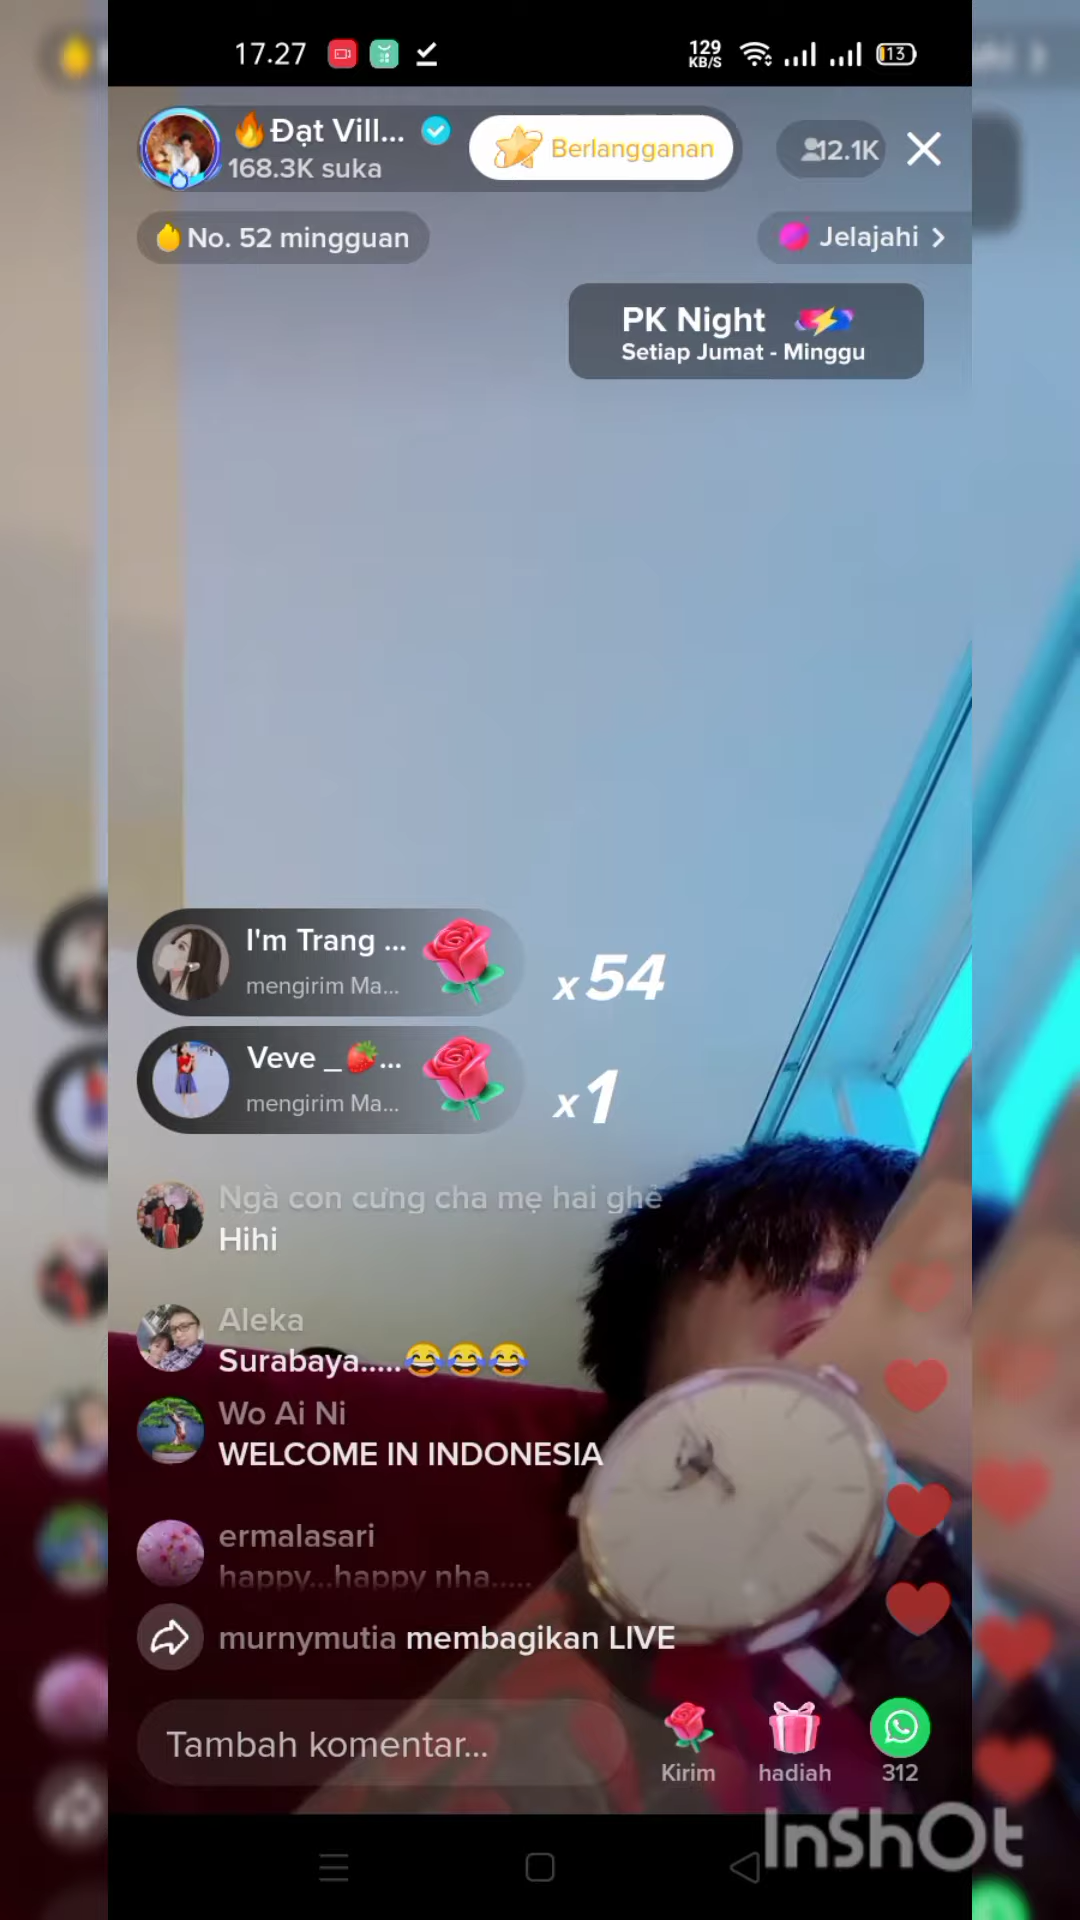 17.27
129
KB/S
13
🔥Đạt Vill...
168.3K suka
Berlangganan
12.1K
No. 52 mingguan
Jelajahi
PK Night
Setiap Jumat - Minggu
I'm Trang ...
mengirim Ma...
x54
Veve _🍓...
mengirim Ma...
x1
Ngà con cưng cha mẹ hai ghẻ
Hihi
Aleka
Surabaya.....😂😂😂
Wo Ai Ni
WELCOME IN INDONESIA
ermalasari
happy...happy nha.....
murnymutia membagikan LIVE
Tambah komentar...
Kirim
hadiah
312
InShOt